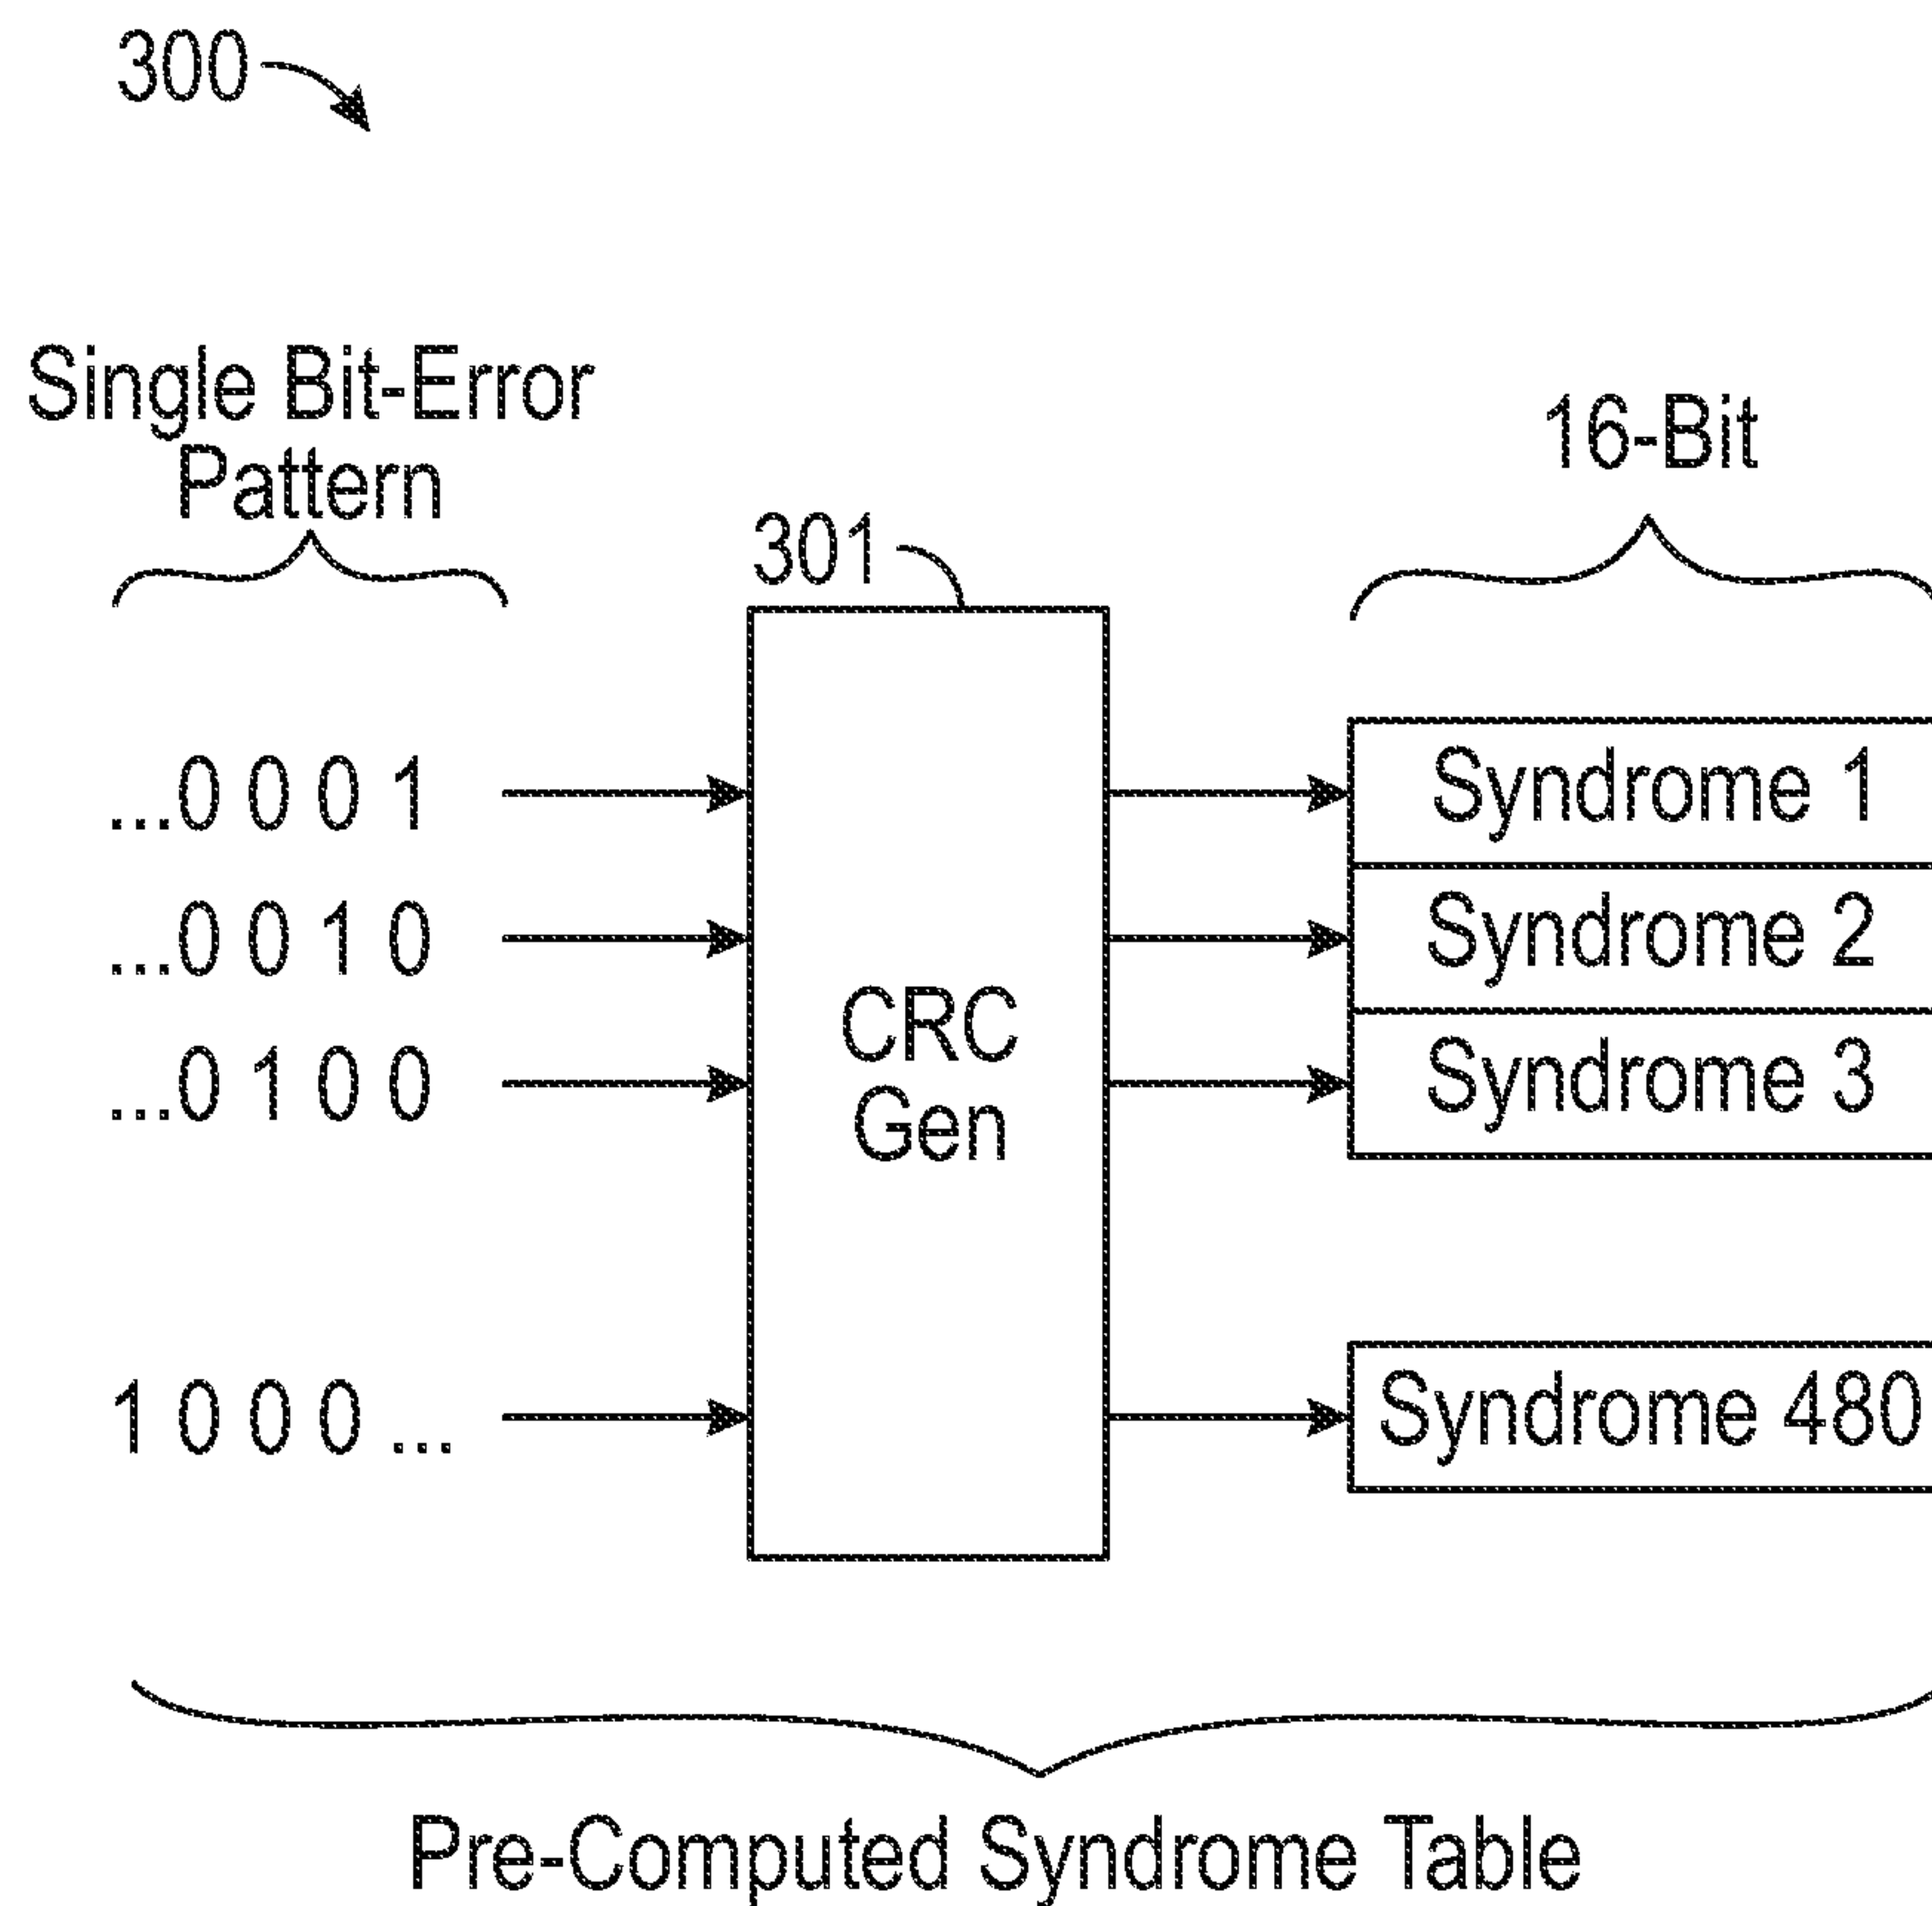 300
Single Bit-Error
Pattern
16-Bit
301
...0 0 0 1
Syndrome 1
...0 0 1 0
Syndrome 2
...0 1 0 0
Syndrome 3
CRC
Gen
1 0 0 0 ...
Syndrome 480
Pre-Computed Syndrome Table